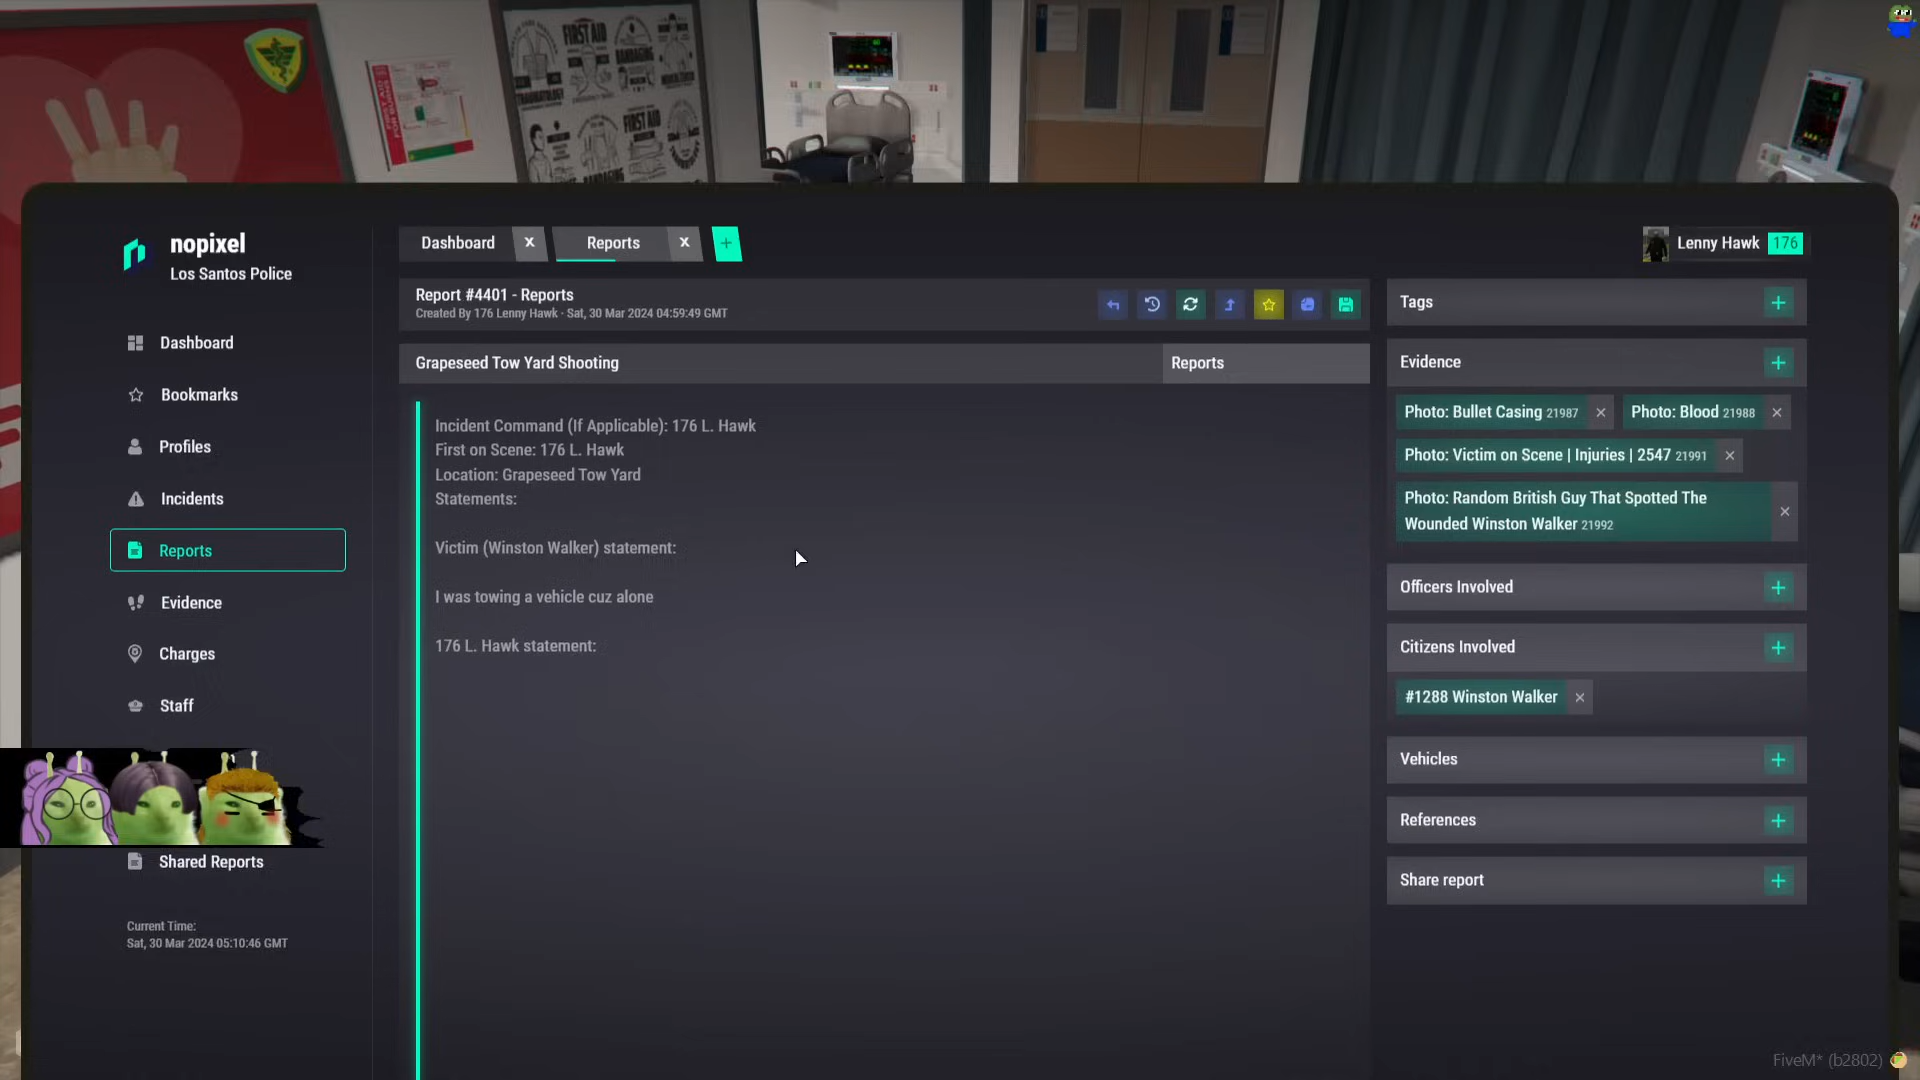 FIRST AID
BANDAGING
FIRST AID
nopixel
Los Santos Police
Dashboard
Bookmarks
Profiles
Incidents
Reports
Evidence
Charges
Staff
Shared Reports
Current Time:
Sat, 30 Mar 2024 05:10:46 GMT
Dashboard x Reports x +
Lenny Hawk 176
Report #4401 - Reports
Created By 176 Lenny Hawk · Sat, 30 Mar 2024 04:59:49 GMT
Grapeseed Tow Yard Shooting
Reports
Incident Command (If Applicable): 176 L. Hawk
First on Scene: 176 L. Hawk
Location: Grapeseed Tow Yard
Statements:
Victim (Winston Walker) statement:
I was towing a vehicle cuz alone
176 L. Hawk statement:
Tags +
Evidence +
Photo: Bullet Casing 21987 × Photo: Blood 21988 ×
Photo: Victim on Scene | Injuries | 2547 21991 ×
Photo: Random British Guy That Spotted The
Wounded Winston Walker 21992 ×
Officers Involved +
Citizens Involved +
#1288 Winston Walker ×
Vehicles +
References +
Share report +
FiveM* (b2802)